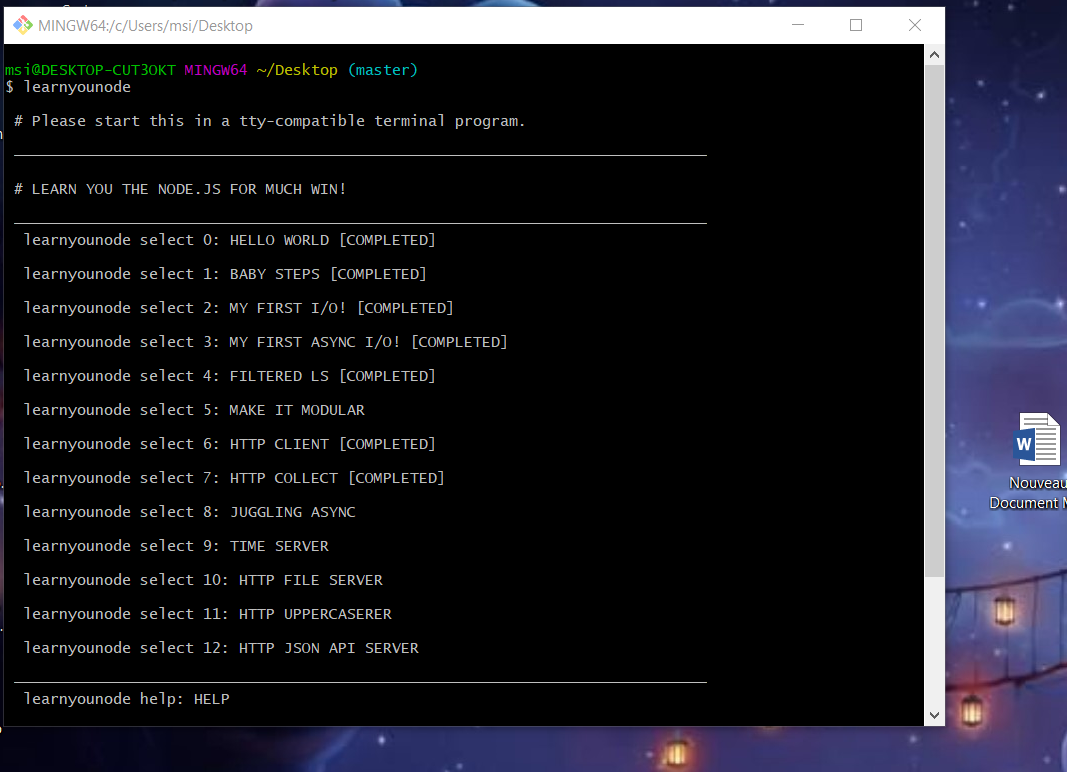 MINGW64:/c/Users/msi/Desktop
msi@DESKTOP-CUT3OKT MINGW64 ~/Desktop (master)
$ learnyounode
# Please start this in a tty-compatible terminal program.
# LEARN YOU THE NODE.JS FOR MUCH WIN!
learnyounode select 0: HELLO WORLD [COMPLETED]
learnyounode select 1: BABY STEPS [COMPLETED]
learnyounode select 2: MY FIRST I/O! [COMPLETED]
learnyounode select 3: MY FIRST ASYNC I/O! [COMPLETED]
learnyounode select 4: FILTERED LS [COMPLETED]
learnyounode select 5: MAKE IT MODULAR
learnyounode select 6: HTTP CLIENT [COMPLETED]
learnyounode select 7: HTTP COLLECT [COMPLETED]
learnyounode select 8: JUGGLING ASYNC
learnyounode select 9: TIME SERVER
learnyounode select 10: HTTP FILE SERVER
learnyounode select 11: HTTP UPPERCASERER
learnyounode select 12: HTTP JSON API SERVER
learnyounode help: HELP
W
Nouveau
Document M